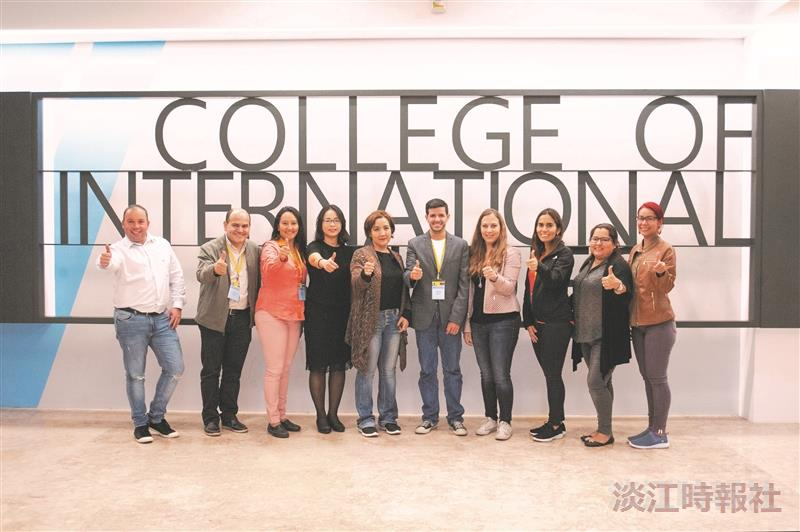 COLLEGE OF
INTERNATIONAL
淡江時報社